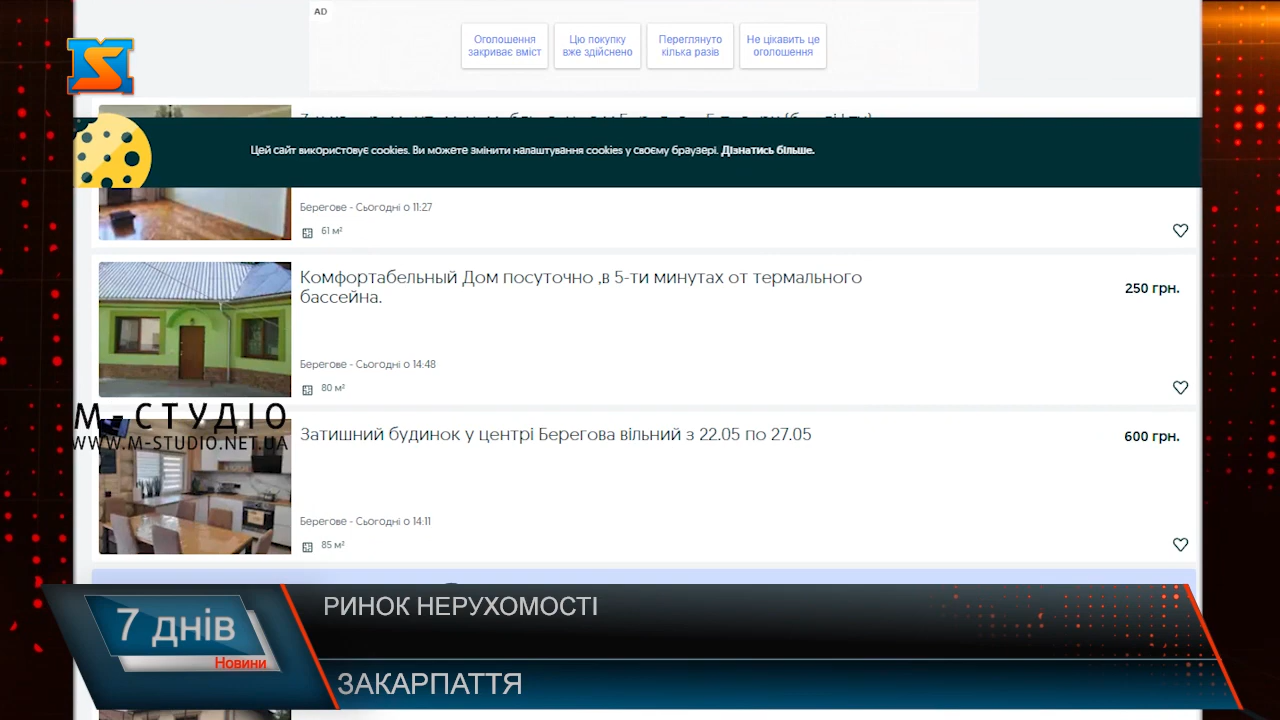 AD
Оголошення закриває вміст
Цю покупку вже здійснено
Переглянуто кілька разів
Не цікавить це оголошення
Цей сайт використовує cookies. Ви можете змінити налаштування cookies у своєму браузері. Дізнатись більше.
Берегове - Сьогодні о 11:27
61 м²
Комфортабельный Дом посуточно ,в 5-ти минутах от термального
бассейна.
250 грн.
Берегове - Сьогодні о 14:48
80 м²
М-СТУДІО
WWW.M-STUDIO.NET.UA
Затишний будинок у центрі Берегова вільний з 22.05 по 27.05
600 грн.
Берегове - Сьогодні о 14:11
85 м²
7 днів
Новини
РИНОК НЕРУХОМОСТІ
ЗАКАРПАТТЯ